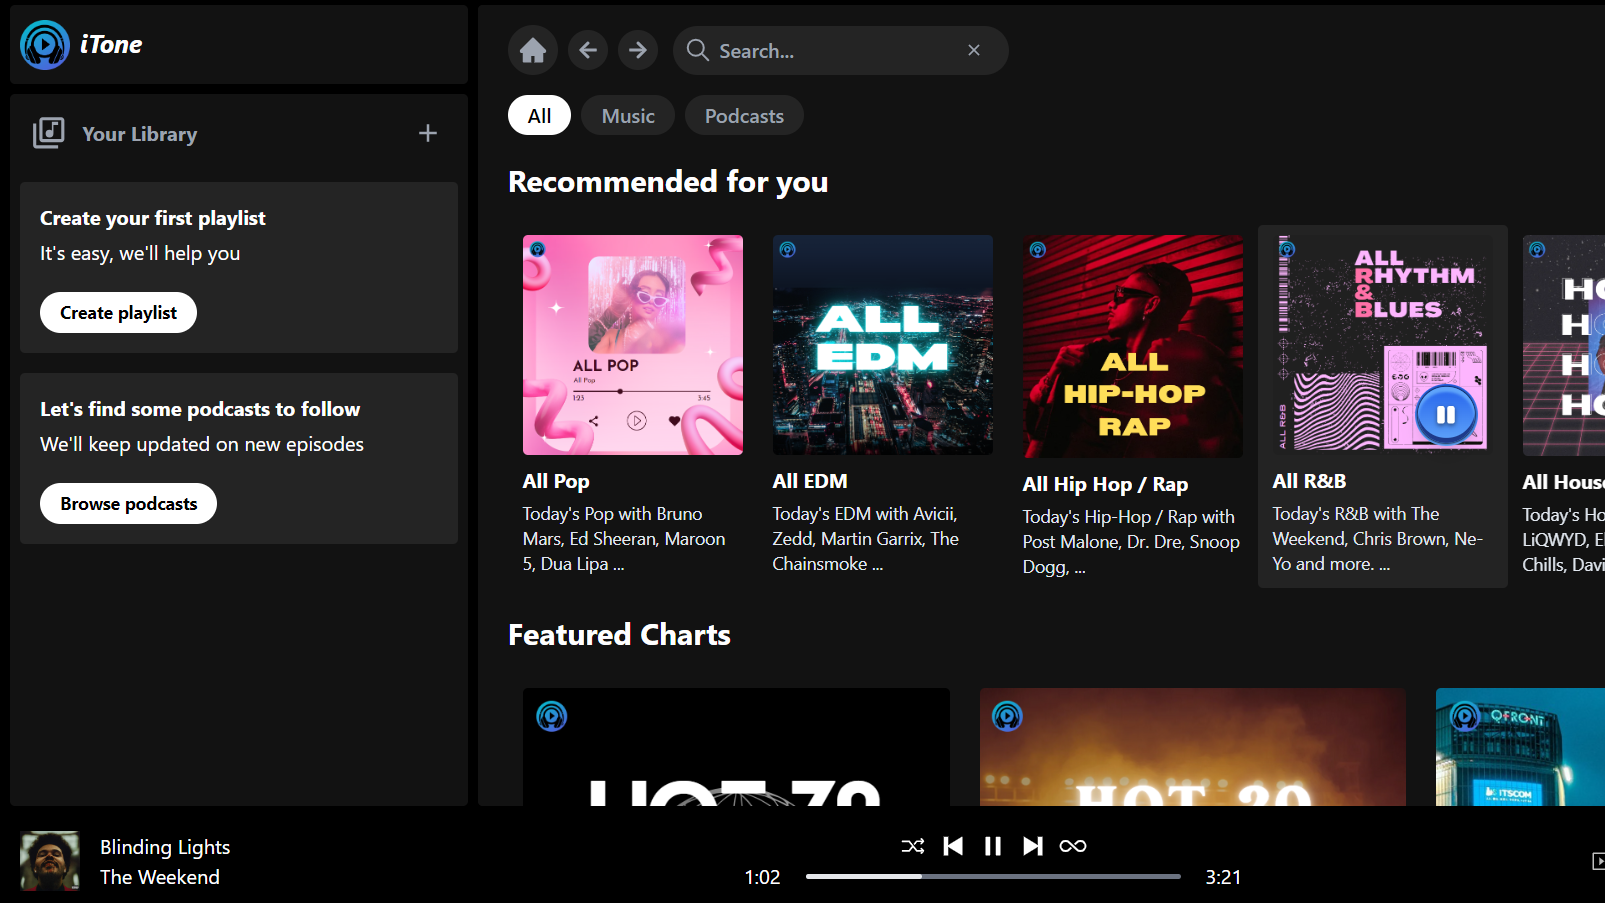 iTone
Search...
Your Library
All
Music
Podcasts
Recommended for you
Create your first playlist
It's easy, we'll help you
Create playlist
Let's find some podcasts to follow
We'll keep updated on new episodes
Browse podcasts
ALL POP
All Pop
1:23
3:45
ALL
EDM
ALL
HIP-HOP
RAP
ALL
RHYTHM
&
BLUES
ALL R&B
HO
HO
All Pop
Today's Pop with Bruno
Mars, Ed Sheeran, Maroon
5, Dua Lipa ...
All EDM
Today's EDM with Avicii,
Zedd, Martin Garrix, The
Chainsmoke ...
All Hip Hop / Rap
Today's Hip-Hop / Rap with
Post Malone, Dr. Dre, Snoop
Dogg, ...
All R&B
Today's R&B with The
Weekend, Chris Brown, Ne-
Yo and more. ...
All House
Today's Ho
LiQWYD, E
Chills, Davi
Featured Charts
HOT
HOT 20
QFRONT
ITSCOM
Blinding Lights
The Weekend
1:02
3:21